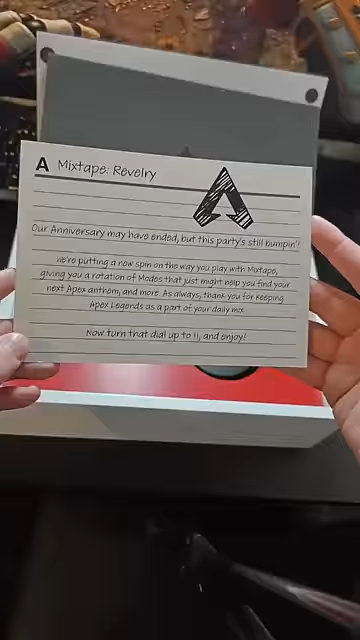 A Mixtape: Revelry
Our Anniversary may have ended, but this party's still bumpin'!
We're putting a new spin on the way you play with Mixtape,
giving you a rotation of Modes that just might help you find your
next Apex anthem, and more. As always, thank you for keeping
Apex Legends as a part of your daily mix.
Now turn that dial up to 11, and enjoy!